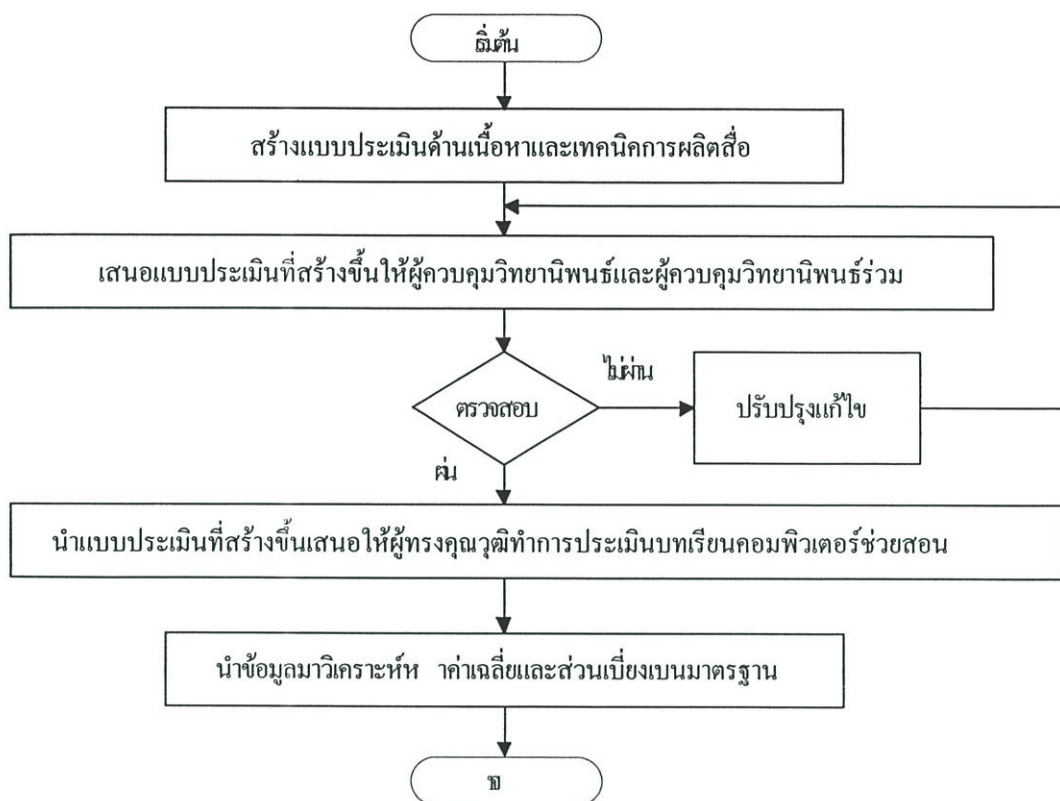 เริ่มต้น
สร้างแบบประเมินด้านเนื้อหาและเทคนิคการผลิตสื่อ
เสนอแบบประเมินที่สร้างขึ้นให้ผู้ควบคุมวิทยานิพนธ์และผู้ควบคุมวิทยานิพนธ์ร่วม
ไม่ผ่าน
ตรวจสอบ
ปรับปรุงแก้ไข
ผ่น
นำแบบประเมินที่สร้างขึ้นเสนอให้ผู้ทรงคุณวุฒิทำการประเมินบทเรียนคอมพิวเตอร์ช่วยสอน
นำข้อมูลมาวิเคราะห์ห าค่าเฉลี่ยและส่วนเบี่ยงเบนมาตรฐาน